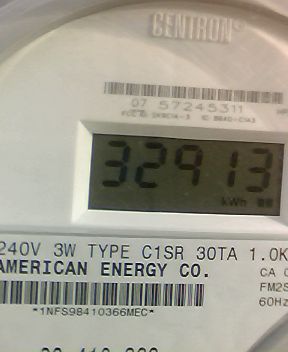 CENTRON®
07 57245311
32913
kWh
240V 3W TYPE C1SR 30TA 1.0K
AMERICAN ENERGY CO.
CA 0
FM2S
60Hz
*1NFS98410366MEC*